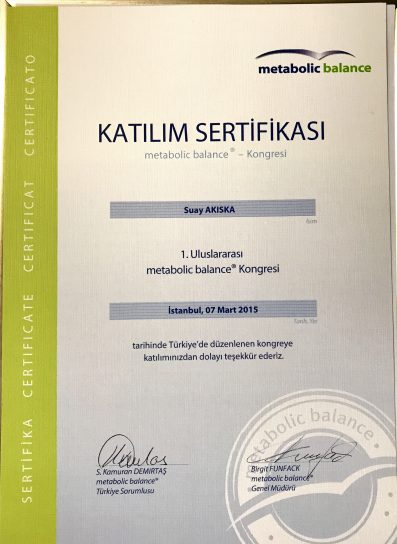 metabolic balance
KATILIM SERTİFİKASI
metabolic balance® – Kongresi
Suay AKISKA
İsim
1. Uluslararası
metabolic balance® Kongresi
İstanbul, 07 Mart 2015
Tarih, Yer
tarihinde Türkiye'de düzenlenen kongreye
katılımınızdan dolayı teşekkür ederiz.
S. Kamuran DEMİRTAŞ
metabolic balance®
Türkiye Sorumlusu
Birgit FUNFACK
metabolic balance®
Genel Müdürü
metabolic balance.
SERTİFİKA CERTIFICATE CERTIFICAT CERTIFICATO